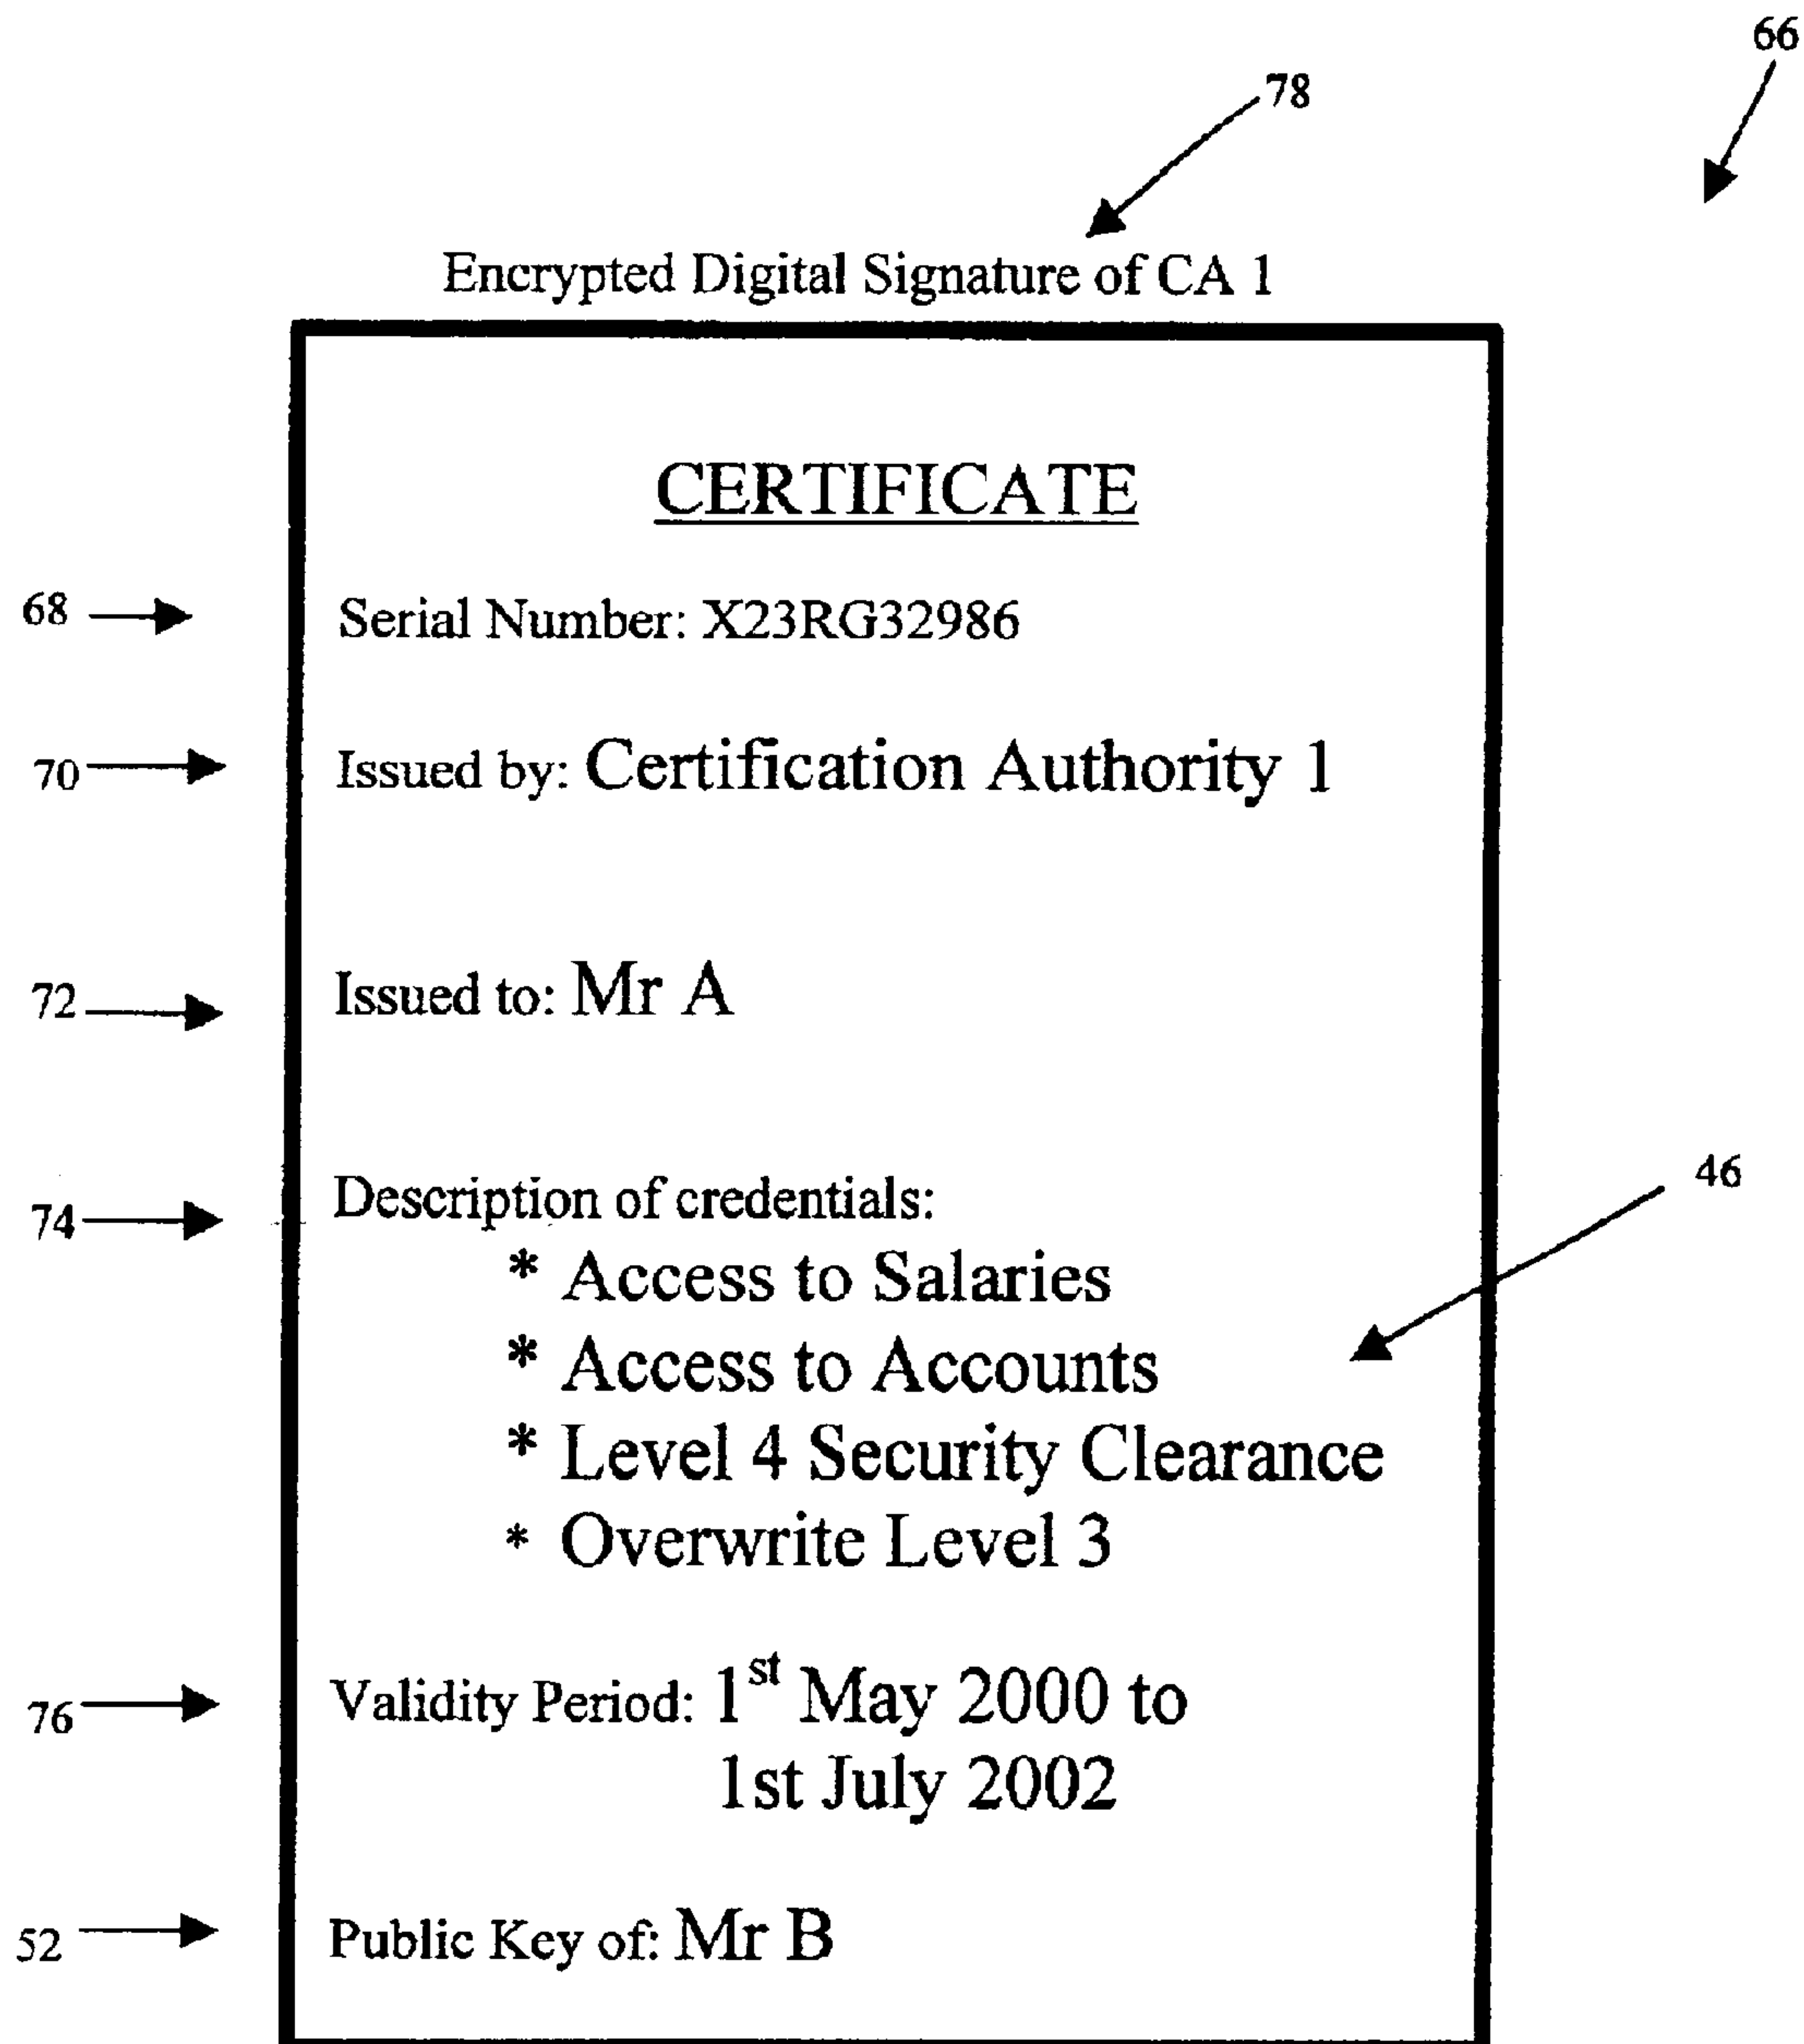 66
78
Encrypted Digital Signature of CA 1
CERTIFICATE
68 Serial Number: X23RG32986
70 Issued by: Certification Authority 1
72 Issued to: Mr A
46
74 Description of credentials:
* Access to Salaries
* Access to Accounts
* Level 4 Security Clearance
* Overwrite Level 3
76 Validity Period: 1st May 2000 to
1st July 2002
52 Public Key of: Mr B